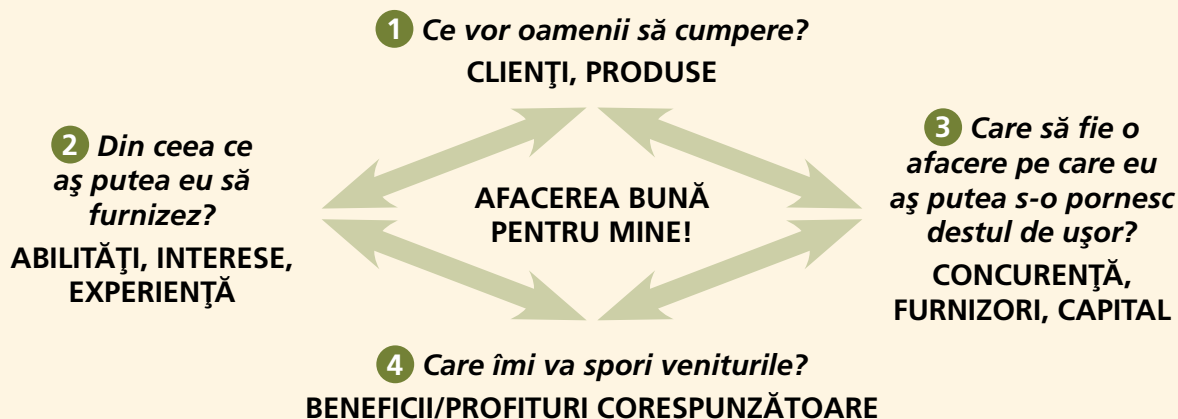 1 Ce vor oamenii să cumpere?
CLIENŢI, PRODUSE
2 Din ceea ce
aş putea eu să
furnizez?
ABILITĂŢI, INTERESE,
EXPERIENŢĂ
AFACEREA BUNĂ
PENTRU MINE!
3 Care să fie o
afacere pe care eu
aş putea s-o pornesc
destul de uşor?
CONCURENŢĂ,
FURNIZORI, CAPITAL
4 Care îmi va spori veniturile?
BENEFICII/PROFITURI CORESPUNZĂTOARE